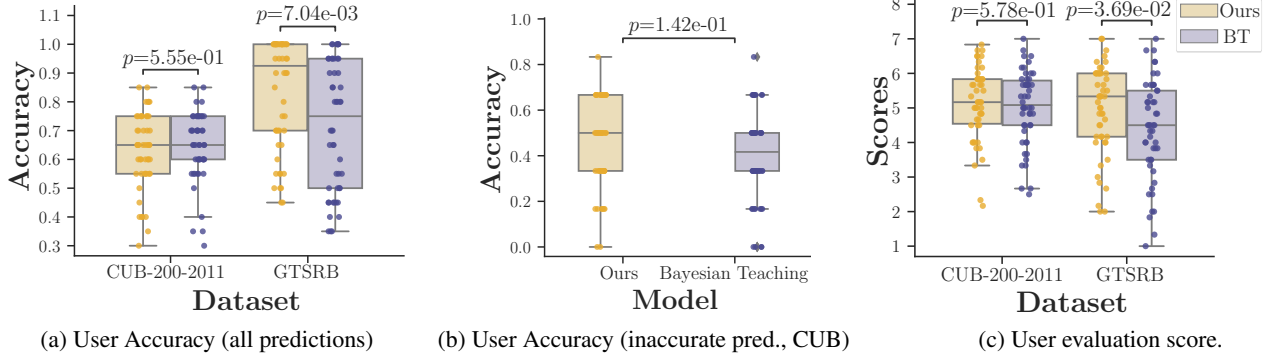 p=7.04e-03
p=5.55e-01
1.1
1.0
0.9
0.8
0.7
0.6
0.5
0.4
0.3
Accuracy
CUB-200-2011 GTSRB
Dataset
(a) User Accuracy (all predictions)
p=1.42e-01
1.0
0.8
0.6
0.4
0.2
0.0
Accuracy
Ours Bayesian Teaching
Model
(b) User Accuracy (inaccurate pred., CUB)
p=5.78e-01 p=3.69e-02
Ours
BT
8
7
6
5
4
3
2
1
Scores
CUB-200-2011 GTSRB
Dataset
(c) User evaluation score.